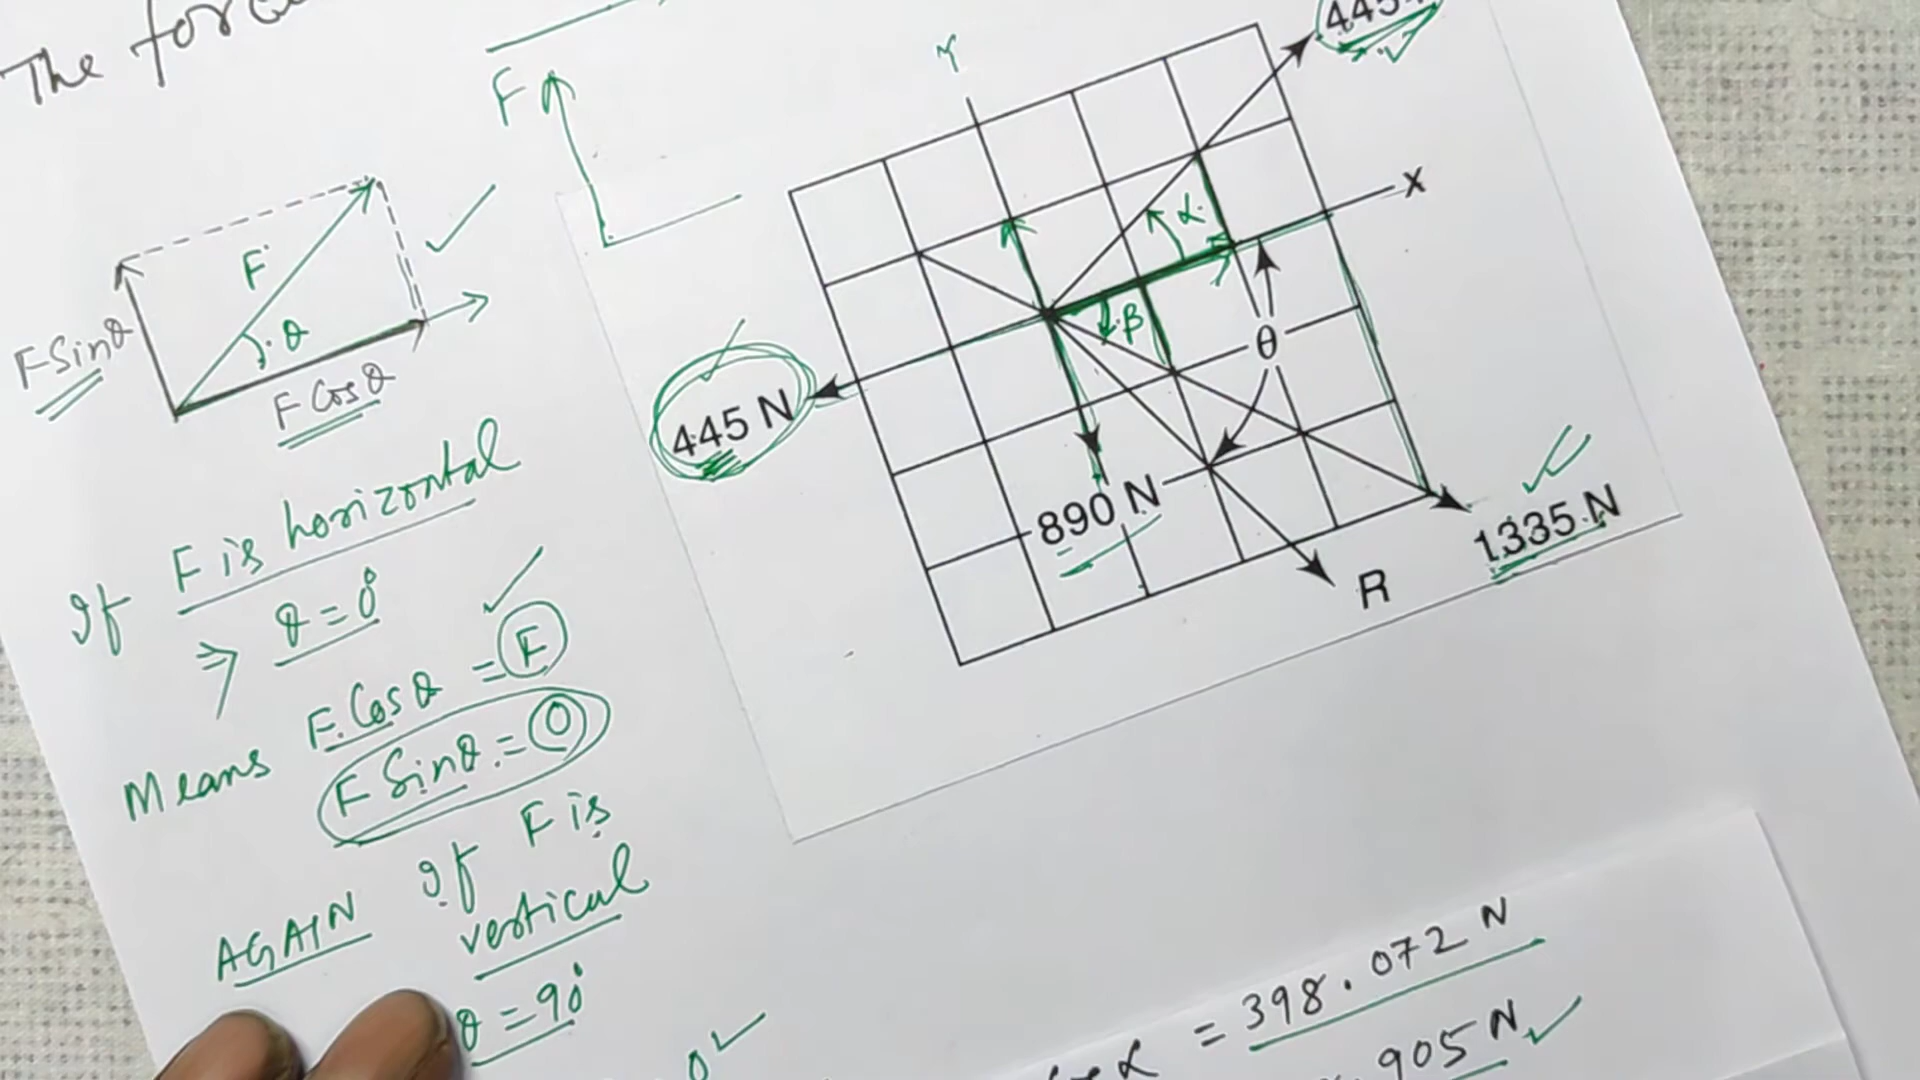 The
F
Y
445
X
F
θ
F Sinθ
F Cosθ
α
β
θ
445 N
890 N
1335 N
R
If F is horizontal
⇒ θ = 0°
Means F Cosθ = F
F Sinθ = 0
AGAIN If F is
vertical
θ = 90°
α = 398.072 N
.905 N